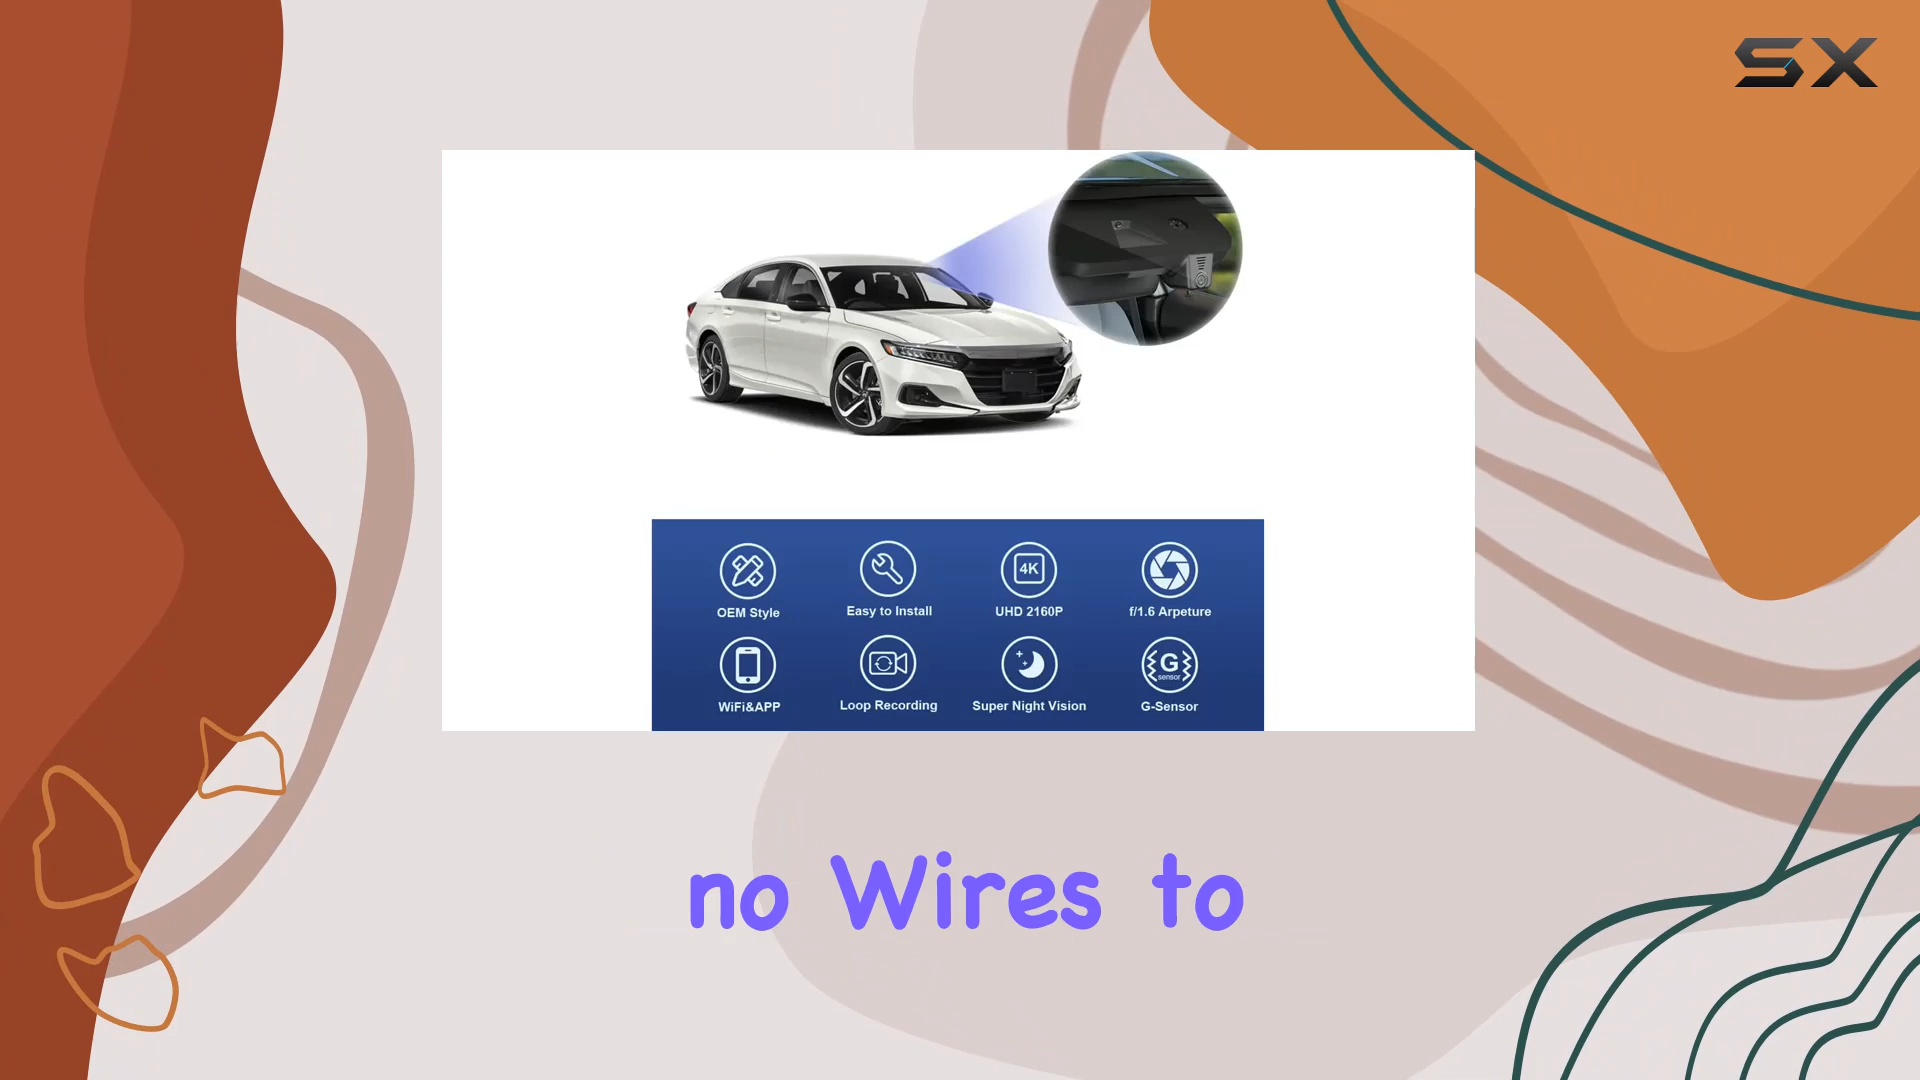 SX
4K
OEM Style
Easy to Install
UHD 2160P
f/1.6 Arpeture
G
sensor
WiFi&APP
Loop Recording
Super Night Vision
G-Sensor
no Wires to